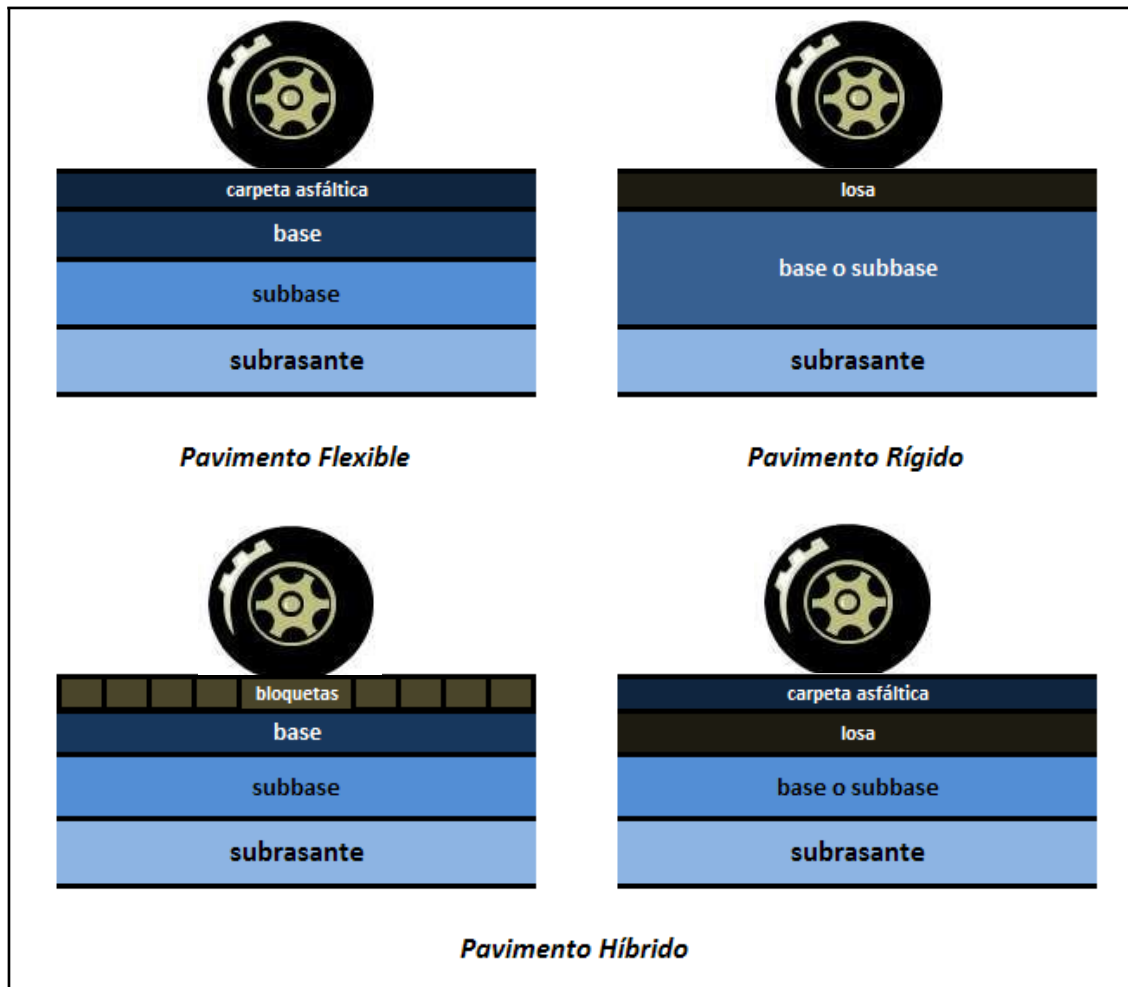 carpeta asfáltica
base
subbase
subrasante
Pavimento Flexible
losa
base o subbase
subrasante
Pavimento Rígido
bloquetas
base
subbase
subrasante
carpeta asfáltica
losa
base o subbase
subrasante
Pavimento Híbrido